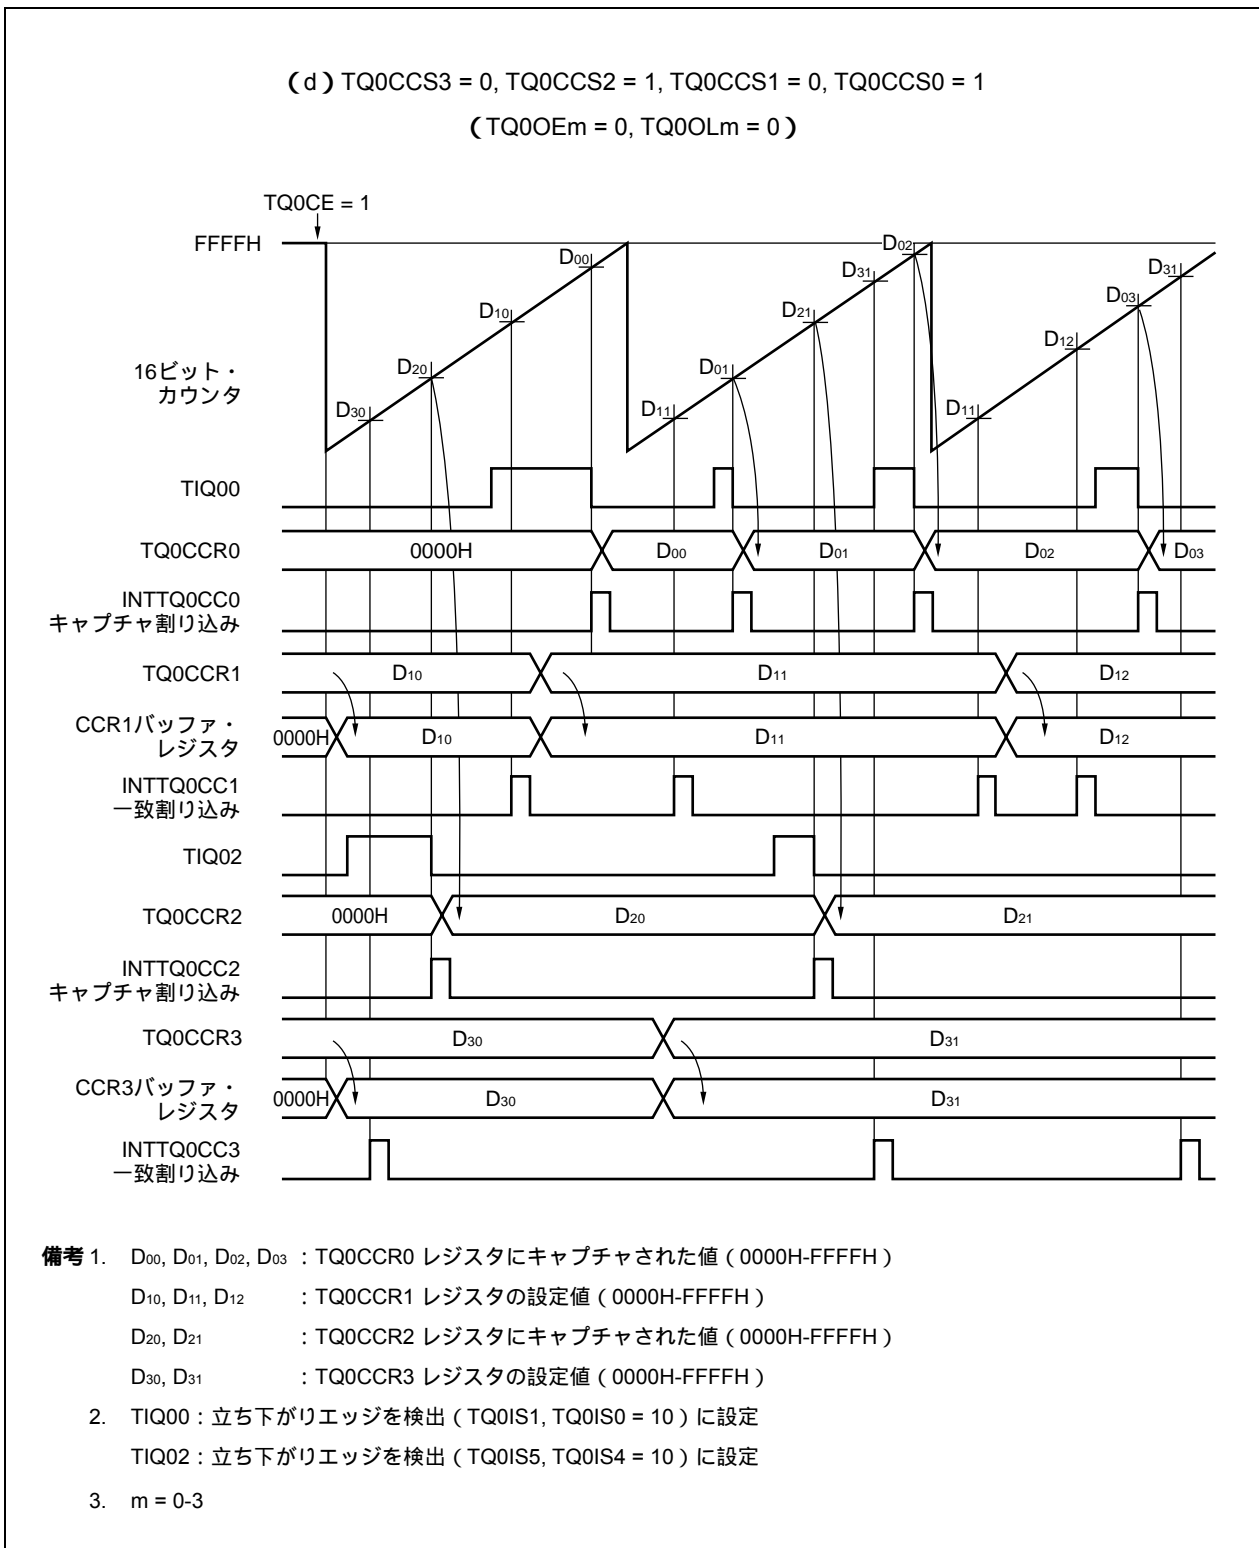 （d）TQ0CCS3 = 0, TQ0CCS2 = 1, TQ0CCS1 = 0, TQ0CCS0 = 1
（TQ0OEm = 0, TQ0OLm = 0）
TQ0CE = 1
FFFFH
D00
D02
D31
D31
D10
D21
D03
D12
16ビット・
カウンタ
D20
D01
D30
D11
D11
TIQ00
TQ0CCR0
0000H
D00
D01
D02
D03
INTTQ0CC0
キャプチャ割り込み
TQ0CCR1
D10
D11
D12
CCR1バッファ・
レジスタ
0000H
D10
D11
D12
INTTQ0CC1
一致割り込み
TIQ02
TQ0CCR2
0000H
D20
D21
INTTQ0CC2
キャプチャ割り込み
TQ0CCR3
D30
D31
CCR3バッファ・
レジスタ
0000H
D30
D31
INTTQ0CC3
一致割り込み
備考 1. D00, D01, D02, D03 ：TQ0CCR0 レジスタにキャプチャされた値（0000H-FFFFH）
D10, D11, D12 ：TQ0CCR1 レジスタの設定値（0000H-FFFFH）
D20, D21 ：TQ0CCR2 レジスタにキャプチャされた値（0000H-FFFFH）
D30, D31 ：TQ0CCR3 レジスタの設定値（0000H-FFFFH）
2. TIQ00：立ち下がりエッジを検出（TQ0IS1, TQ0IS0 = 10）に設定
TIQ02：立ち下がりエッジを検出（TQ0IS5, TQ0IS4 = 10）に設定
3. m = 0-3